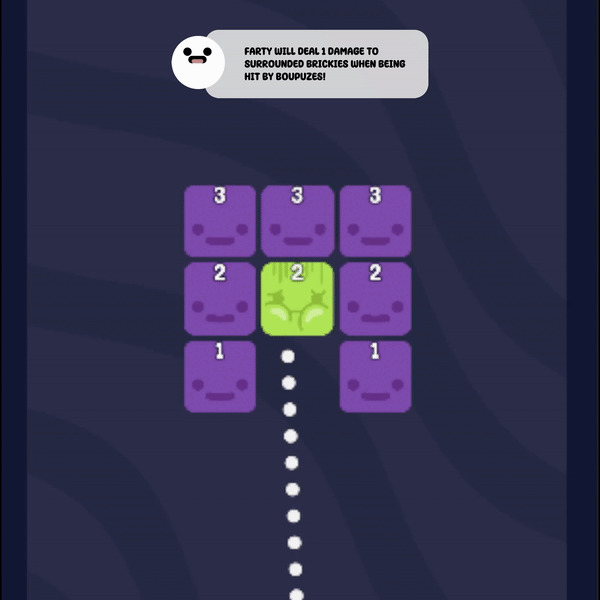 FARTY WILL DEAL 1 DAMAGE TO
SURROUNDED BRICKIES WHEN BEING
HIT BY BOUPUZES!
3 3 3
2 2 2
1 1